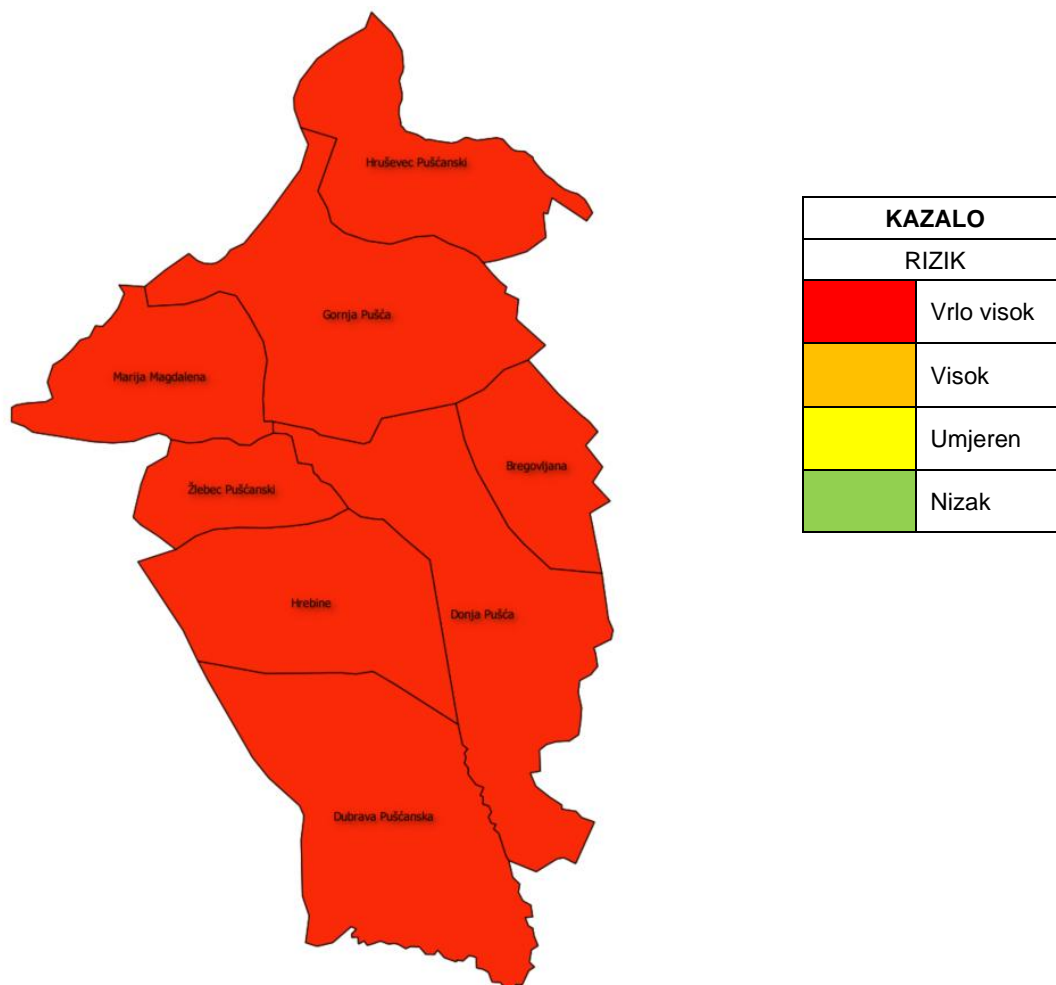 Hruševec Pušćanski
Gornja Pušća
Marija Magdalena
Bregovljana
Žlebec Pušćanski
Hrebine
Donja Pušća
Dubrava Pušćanska
KAZALO
RIZIK
Vrlo visok
Visok
Umjeren
Nizak